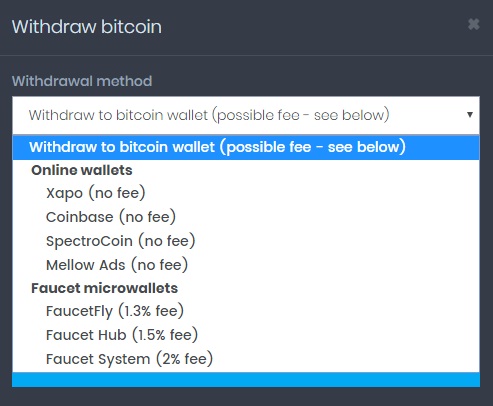 Withdraw bitcoin
×
Withdrawal method
Withdraw to bitcoin wallet (possible fee - see below)
Withdraw to bitcoin wallet (possible fee - see below)
Online wallets
Xapo (no fee)
Coinbase (no fee)
SpectroCoin (no fee)
Mellow Ads (no fee)
Faucet microwallets
FaucetFly (1.3% fee)
Faucet Hub (1.5% fee)
Faucet System (2% fee)